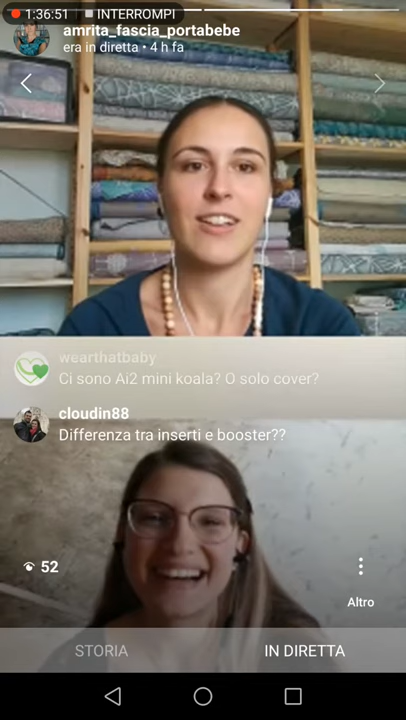 1:36:51 INTERROMPI
amrita_fascia_portabebe
era in diretta • 4 h fa
wearthatbaby
Ci sono Ai2 mini koala? O solo cover?
cloudin88
Differenza tra inserti e booster??
52
Altro
STORIA IN DIRETTA